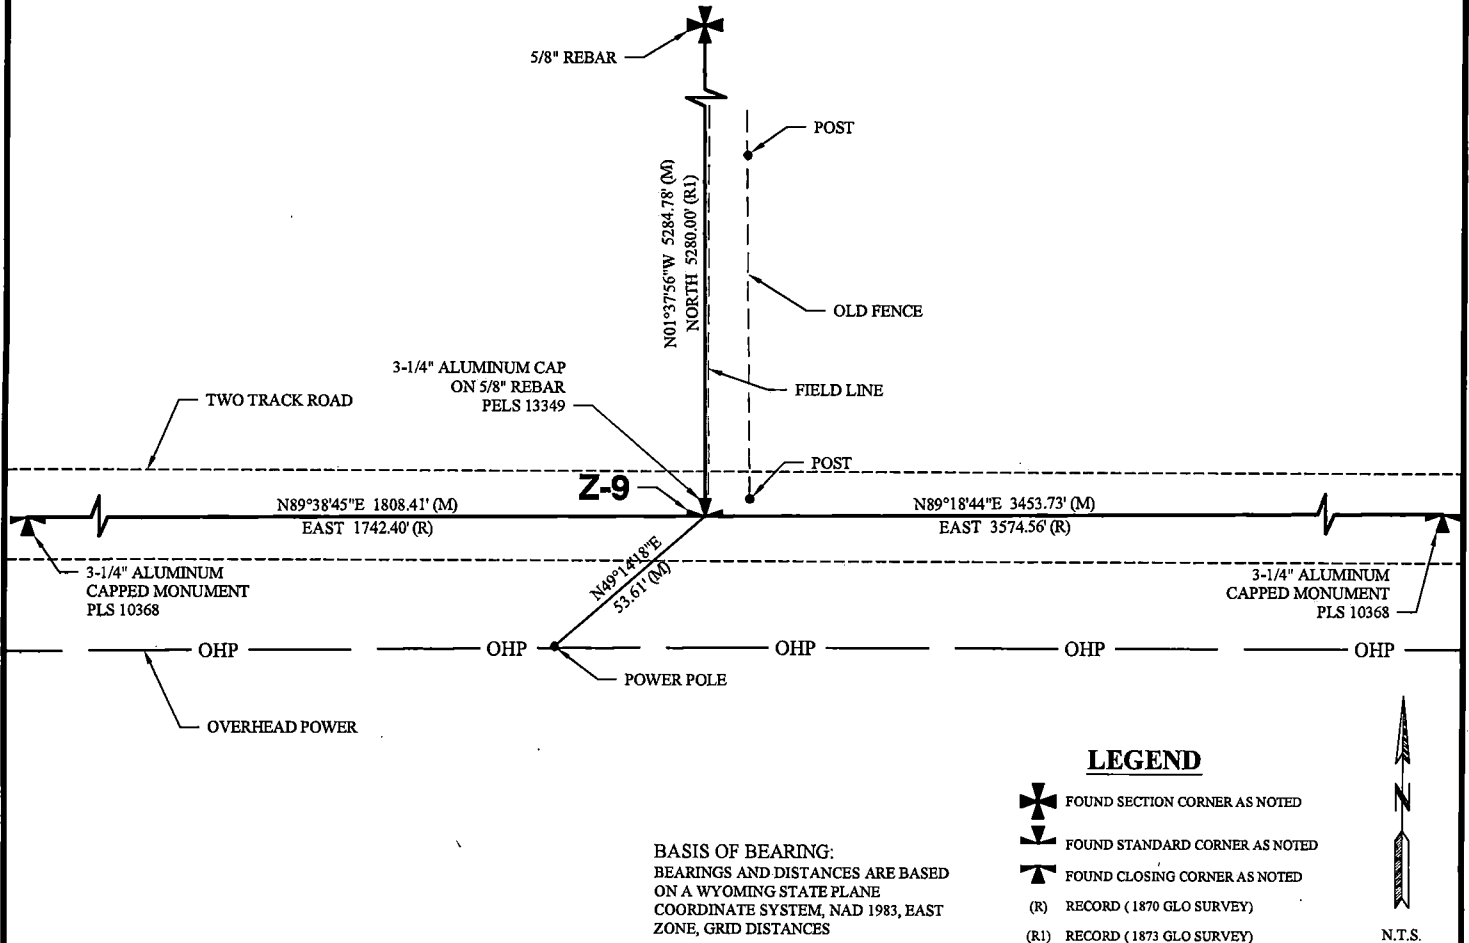 5/8" REBAR
POST
N01°37'56"W 5284.78' (M)
NORTH 5280.00' (R1)
OLD FENCE
3-1/4" ALUMINUM CAP
ON 5/8" REBAR
PELS 13349
FIELD LINE
TWO TRACK ROAD
POST
Z-9
N89°38'45"E 1808.41' (M)
EAST 1742.40' (R)
N89°18'44"E 3453.73' (M)
EAST 3574.56' (R)
3-1/4" ALUMINUM
CAPPED MONUMENT
PLS 10368
N49°14'18"E
53.61' (M)
3-1/4" ALUMINUM
CAPPED MONUMENT
PLS 10368
OHP OHP OHP OHP OHP
POWER POLE
OVERHEAD POWER
LEGEND
FOUND SECTION CORNER AS NOTED
FOUND STANDARD CORNER AS NOTED
FOUND CLOSING CORNER AS NOTED
(R) RECORD ( 1870 GLO SURVEY)
(R1) RECORD ( 1873 GLO SURVEY)
BASIS OF BEARING:
BEARINGS AND DISTANCES ARE BASED
ON A WYOMING STATE PLANE
COORDINATE SYSTEM, NAD 1983, EAST
ZONE, GRID DISTANCES
N
N.T.S.